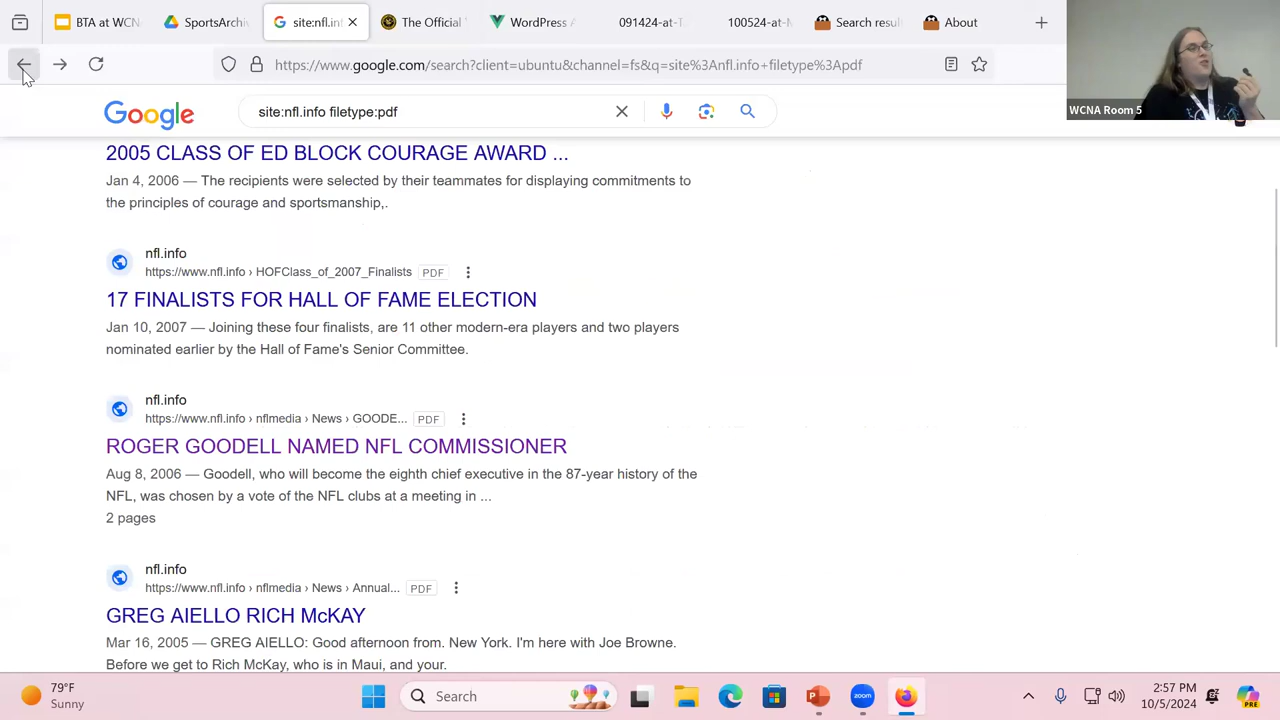 BTA at WCN
SportsArchi
site:nfl.inf
The Official
WordPress A
091424-at-T
100524-at-M
Search resul
About
https://www.google.com/search?client=ubuntu&channel=fs&q=site%3Anfl.info+filetype%3Apdf
WCNA Room 5
Google
site:nfl.info filetype:pdf
2005 CLASS OF ED BLOCK COURAGE AWARD ...
Jan 4, 2006 — The recipients were selected by their teammates for displaying commitments to
the principles of courage and sportsmanship,.
nfl.info
https://www.nfl.info › HOFClass_of_2007_Finalists PDF
17 FINALISTS FOR HALL OF FAME ELECTION
Jan 10, 2007 — Joining these four finalists, are 11 other modern-era players and two players
nominated earlier by the Hall of Fame's Senior Committee.
nfl.info
https://www.nfl.info › nflmedia › News › GOODE... PDF
ROGER GOODELL NAMED NFL COMMISSIONER
Aug 8, 2006 — Goodell, who will become the eighth chief executive in the 87-year history of the
NFL, was chosen by a vote of the NFL clubs at a meeting in ...
2 pages
nfl.info
https://www.nfl.info › nflmedia › News › Annual... PDF
GREG AIELLO RICH McKAY
Mar 16, 2005 — GREG AIELLO: Good afternoon from. New York. I'm here with Joe Browne.
Before we get to Rich McKay, who is in Maui, and your.
79°F
Sunny
Search
2:57 PM
10/5/2024
PRE